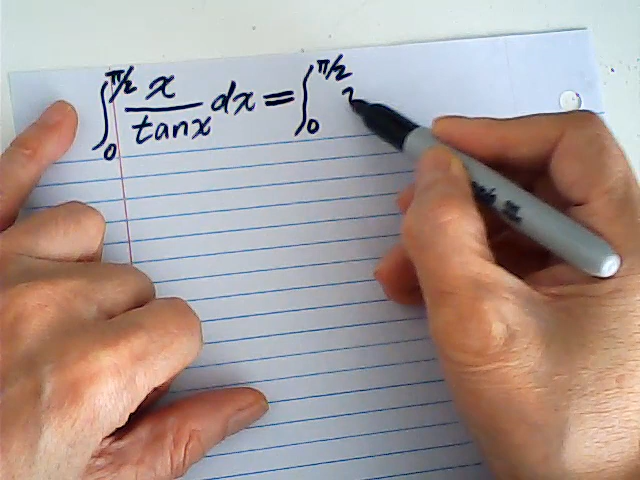 ∫₀^π/2 x/tanx dx = ∫₀^π/2